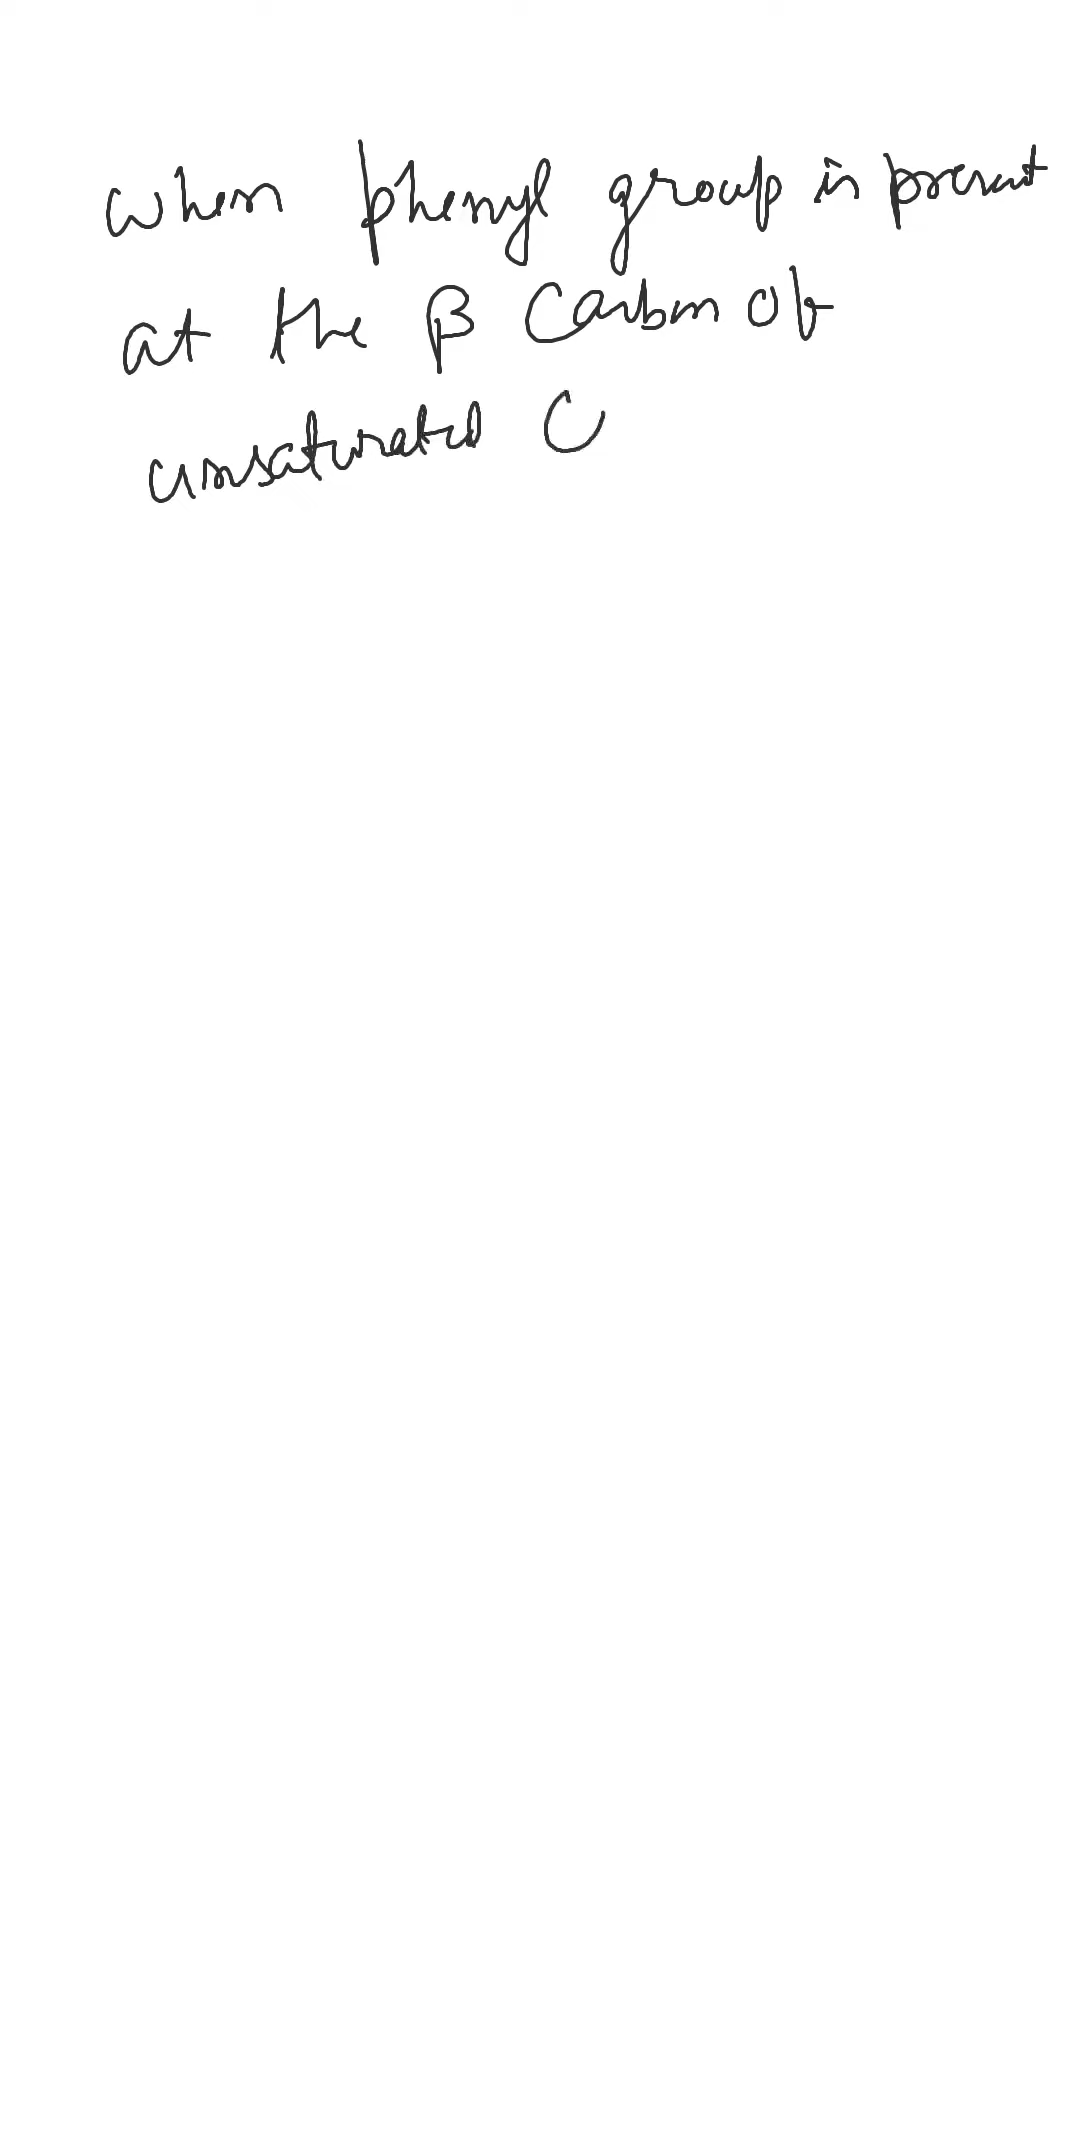 when phenyl group is present
at the β Carbon of
unsaturated C